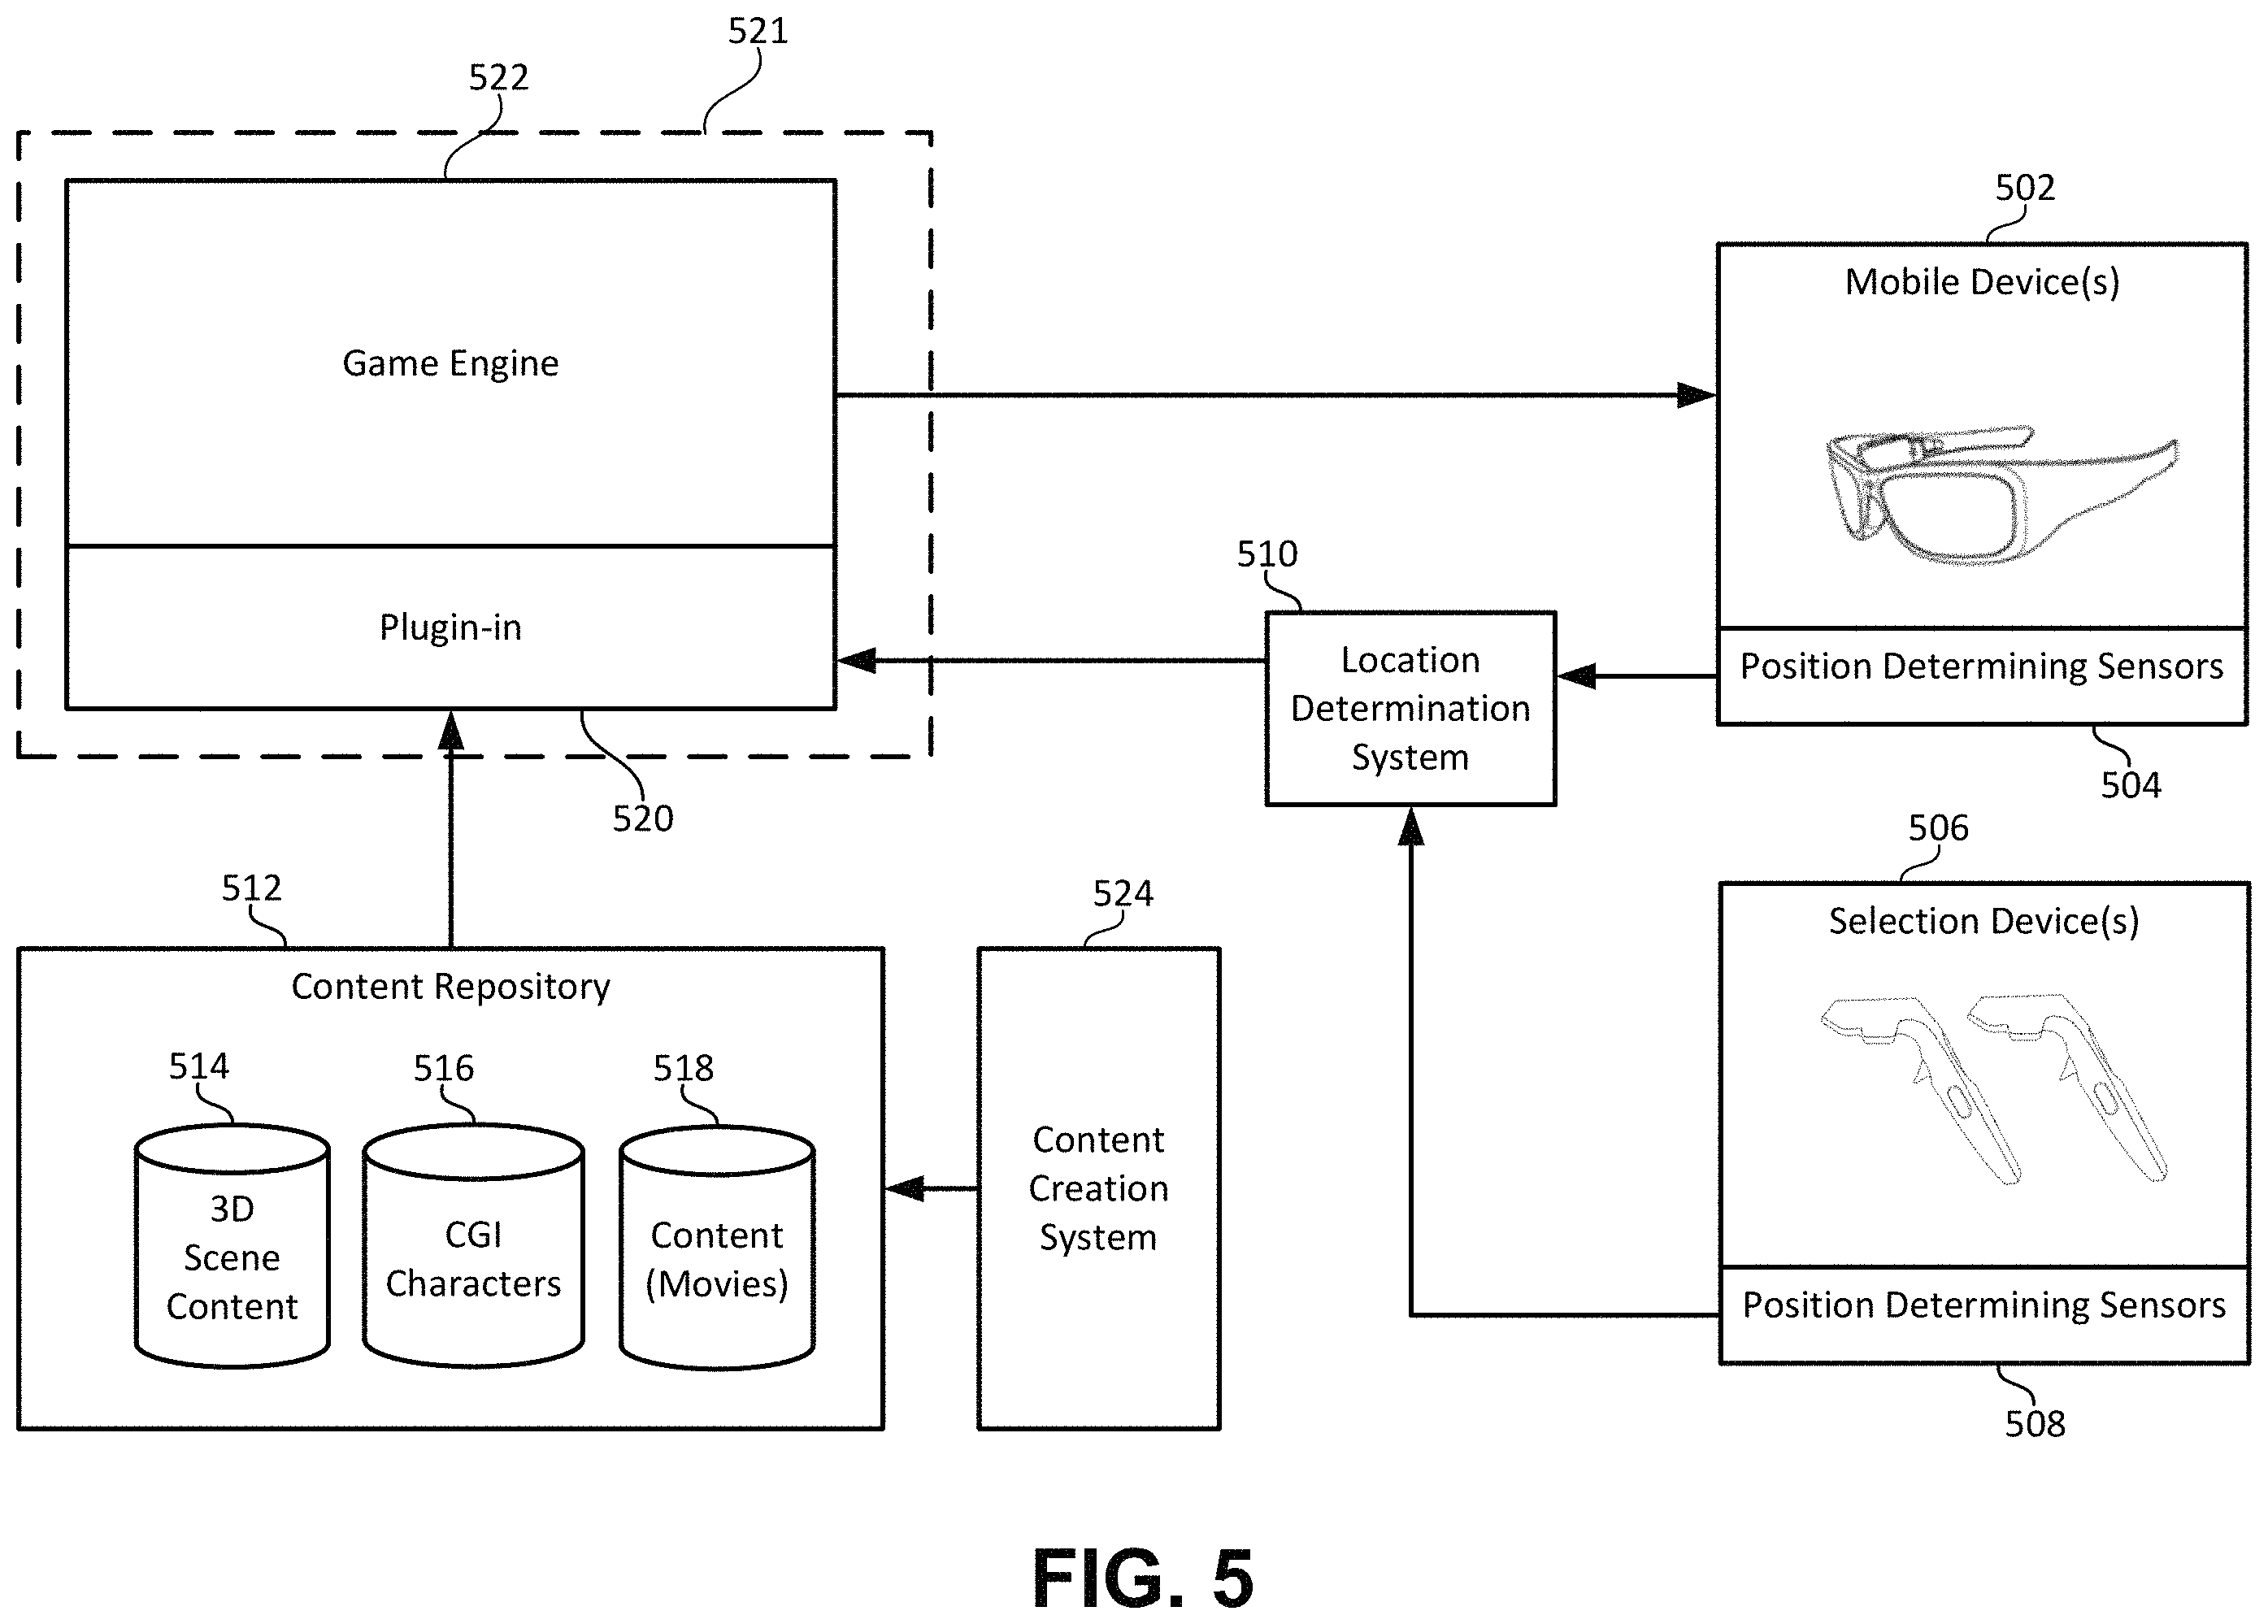 521
522
502
Mobile Device(s)
Game Engine
510
Plugin-in
Location
Determination
System
Position Determining Sensors
504
520
506
512
524
Selection Device(s)
Content Repository
514
516
518
3D
Scene
Content
CGI
Characters
Content
(Movies)
Content
Creation
System
Position Determining Sensors
508
FIG. 5